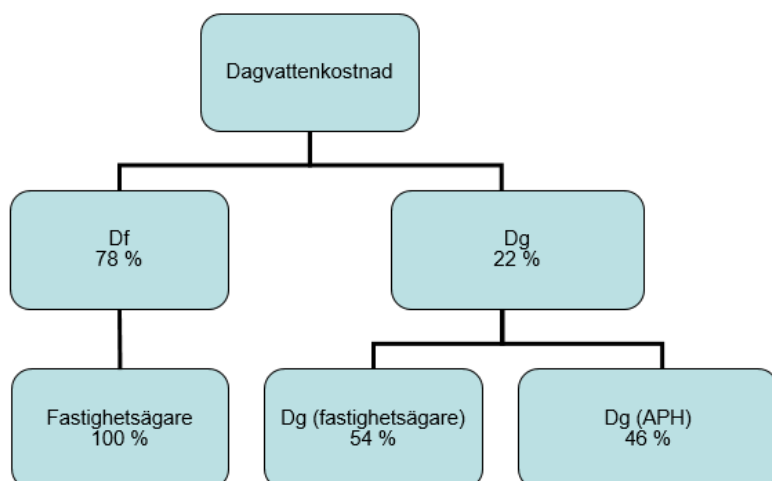 Dagvattenkostnad
Df
78 %
Dg
22 %
Fastighetsägare
100 %
Dg (fastighetsägare)
54 %
Dg (APH)
46 %